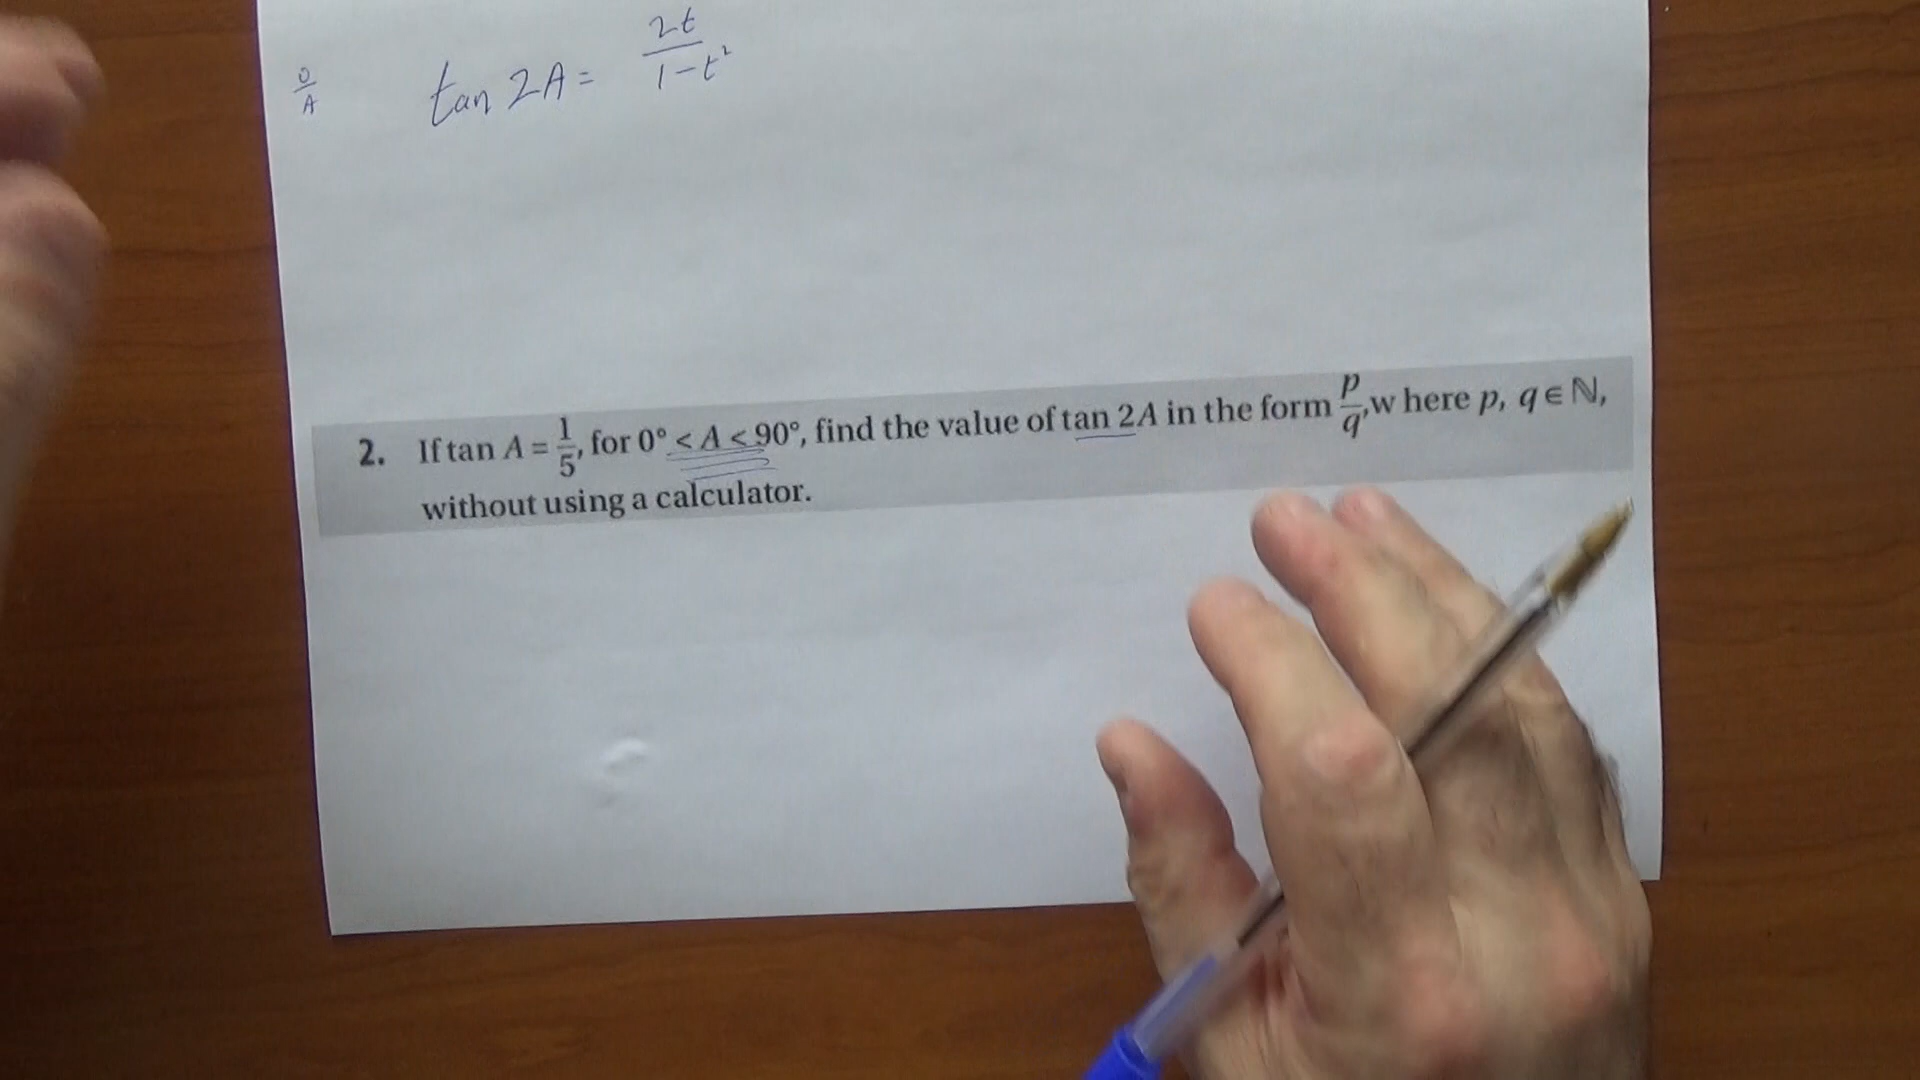 O/A tan 2A = 2t/1-t²
2. If tan A = 1/5, for 0° < A < 90°, find the value of tan 2A in the form p/q, w here p, q ∈ ℕ,
without using a calculator.